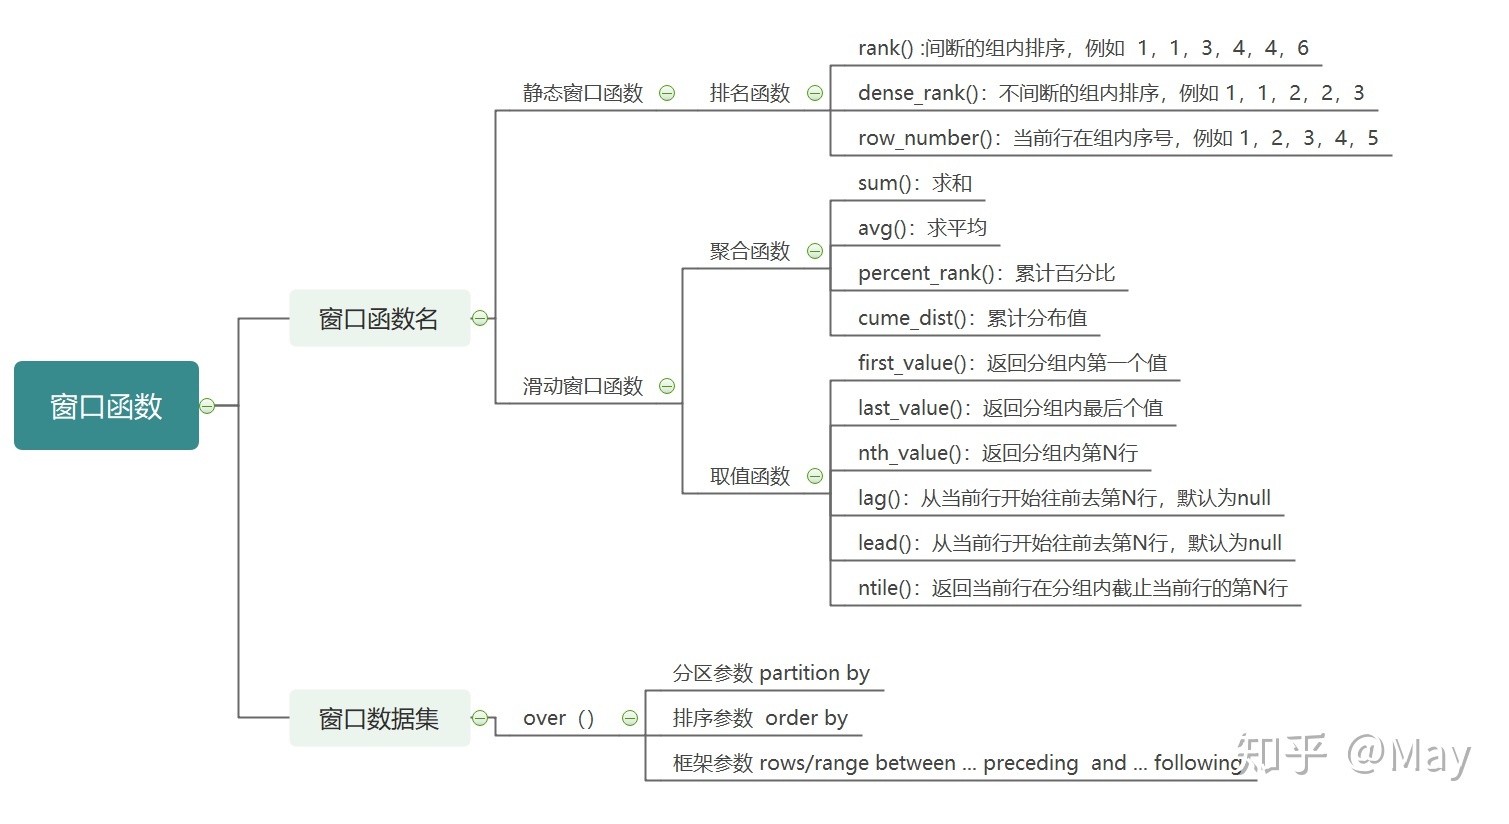 rank() :间断的组内排序，例如 1，1，3，4，4，6
静态窗口函数 排名函数 dense_rank()：不间断的组内排序，例如 1，1，2，2，3
row_number()：当前行在组内序号，例如 1，2，3，4，5
sum()：求和
avg()：求平均
聚合函数
percent_rank()：累计百分比
窗口函数名
cume_dist()：累计分布值
first_value()：返回分组内第一个值
滑动窗口函数
窗口函数
last_value()：返回分组内最后个值
nth_value()：返回分组内第N行
取值函数
lag()：从当前行开始往前去第N行，默认为null
lead()：从当前行开始往前去第N行，默认为null
ntile()：返回当前行在分组内截止当前行的第N行
分区参数 partition by
窗口数据集 over（） 排序参数 order by
框架参数 rows/range between ... preceding and ... following
知乎 @May